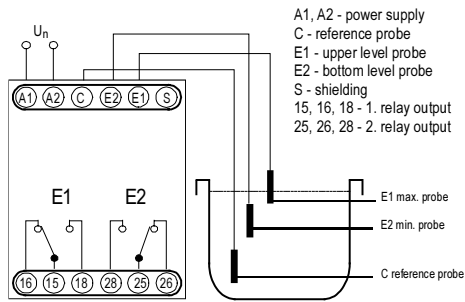 Un
A1 A2 C E2 E1 S
A1, A2 - power supply
C - reference probe
E1 - upper level probe
E2 - bottom level probe
S - shielding
15, 16, 18 - 1. relay output
25, 26, 28 - 2. relay output
E1 E2
16 15 18 28 25 26
E1 max. probe
E2 min. probe
C reference probe